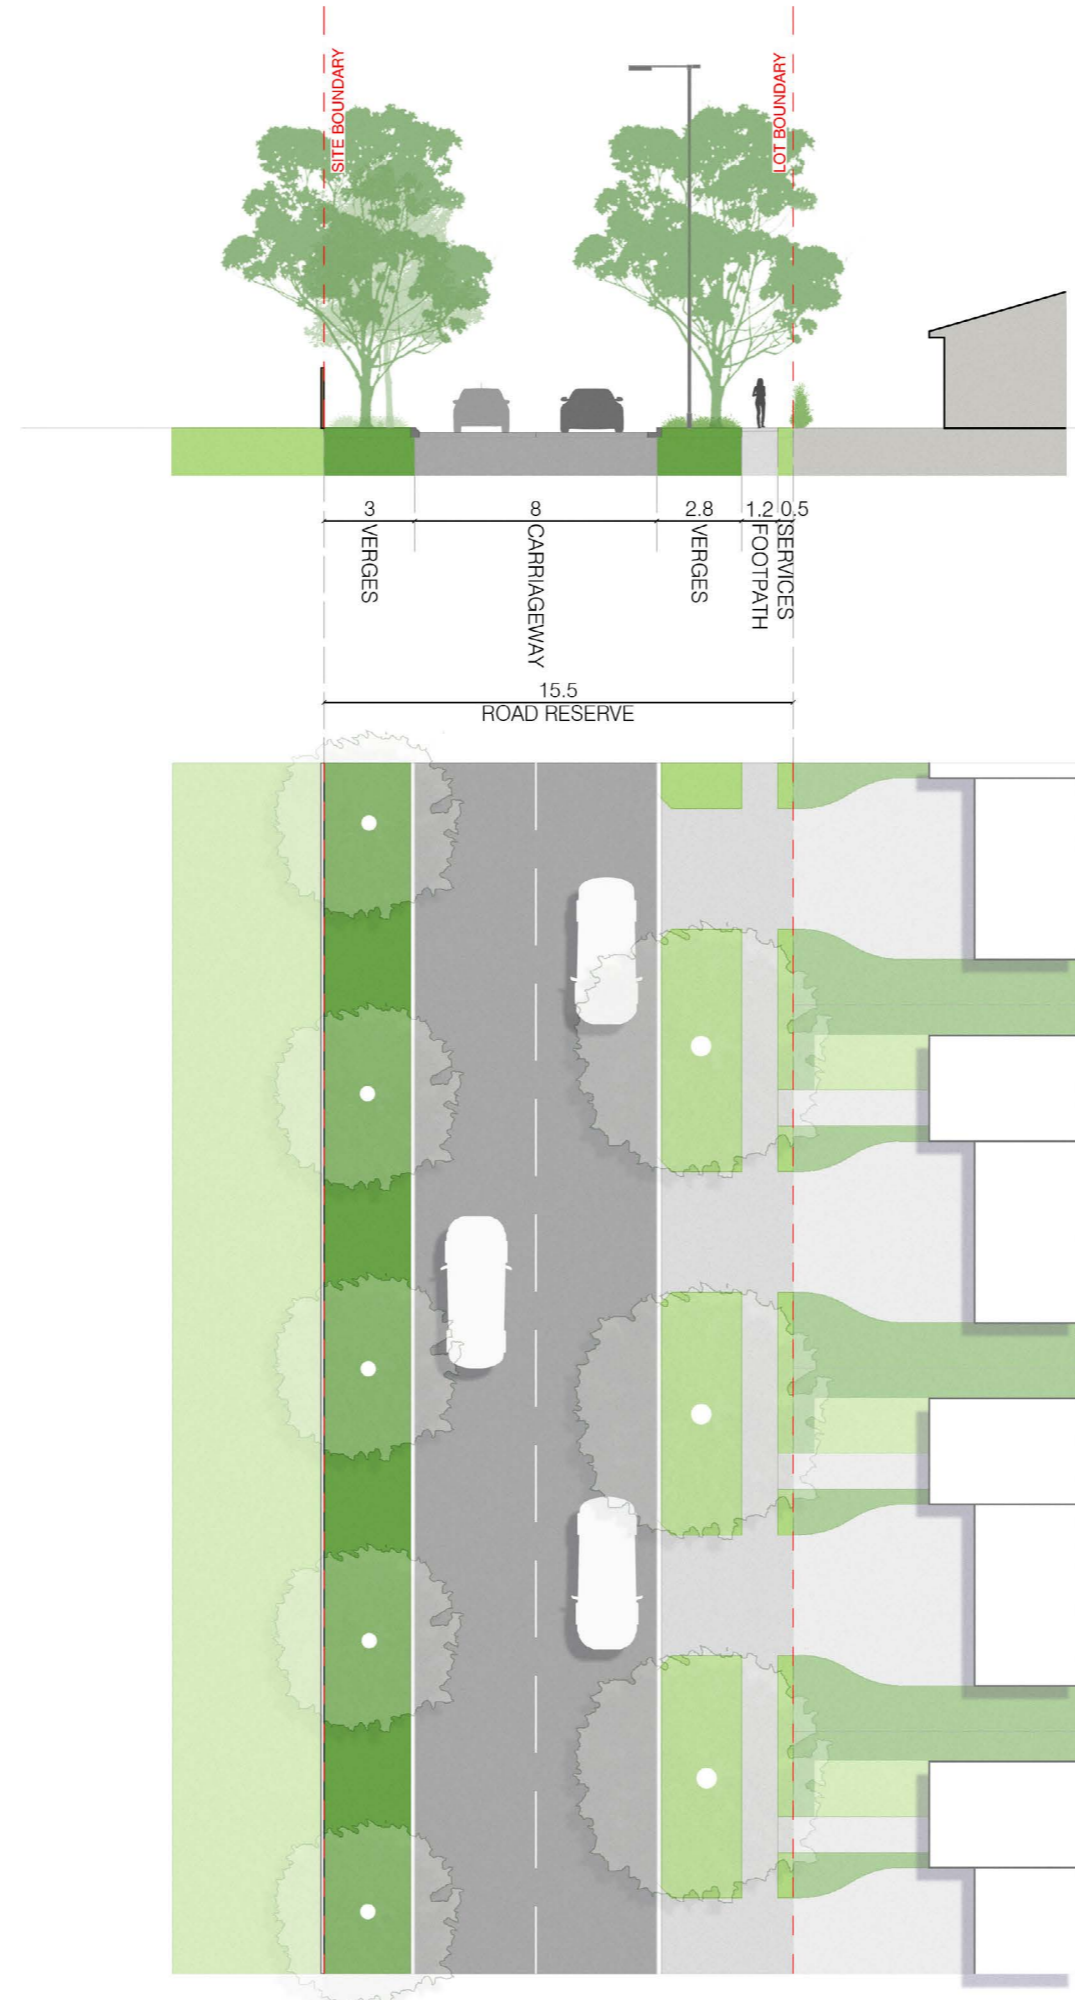 SITE BOUNDARY
LOT BOUNDARY
3
8
2.8
1.2
0.5
VERGES
CARRIAGEWAY
VERGES
FOOTPATH
SERVICES
15.5
ROAD RESERVE